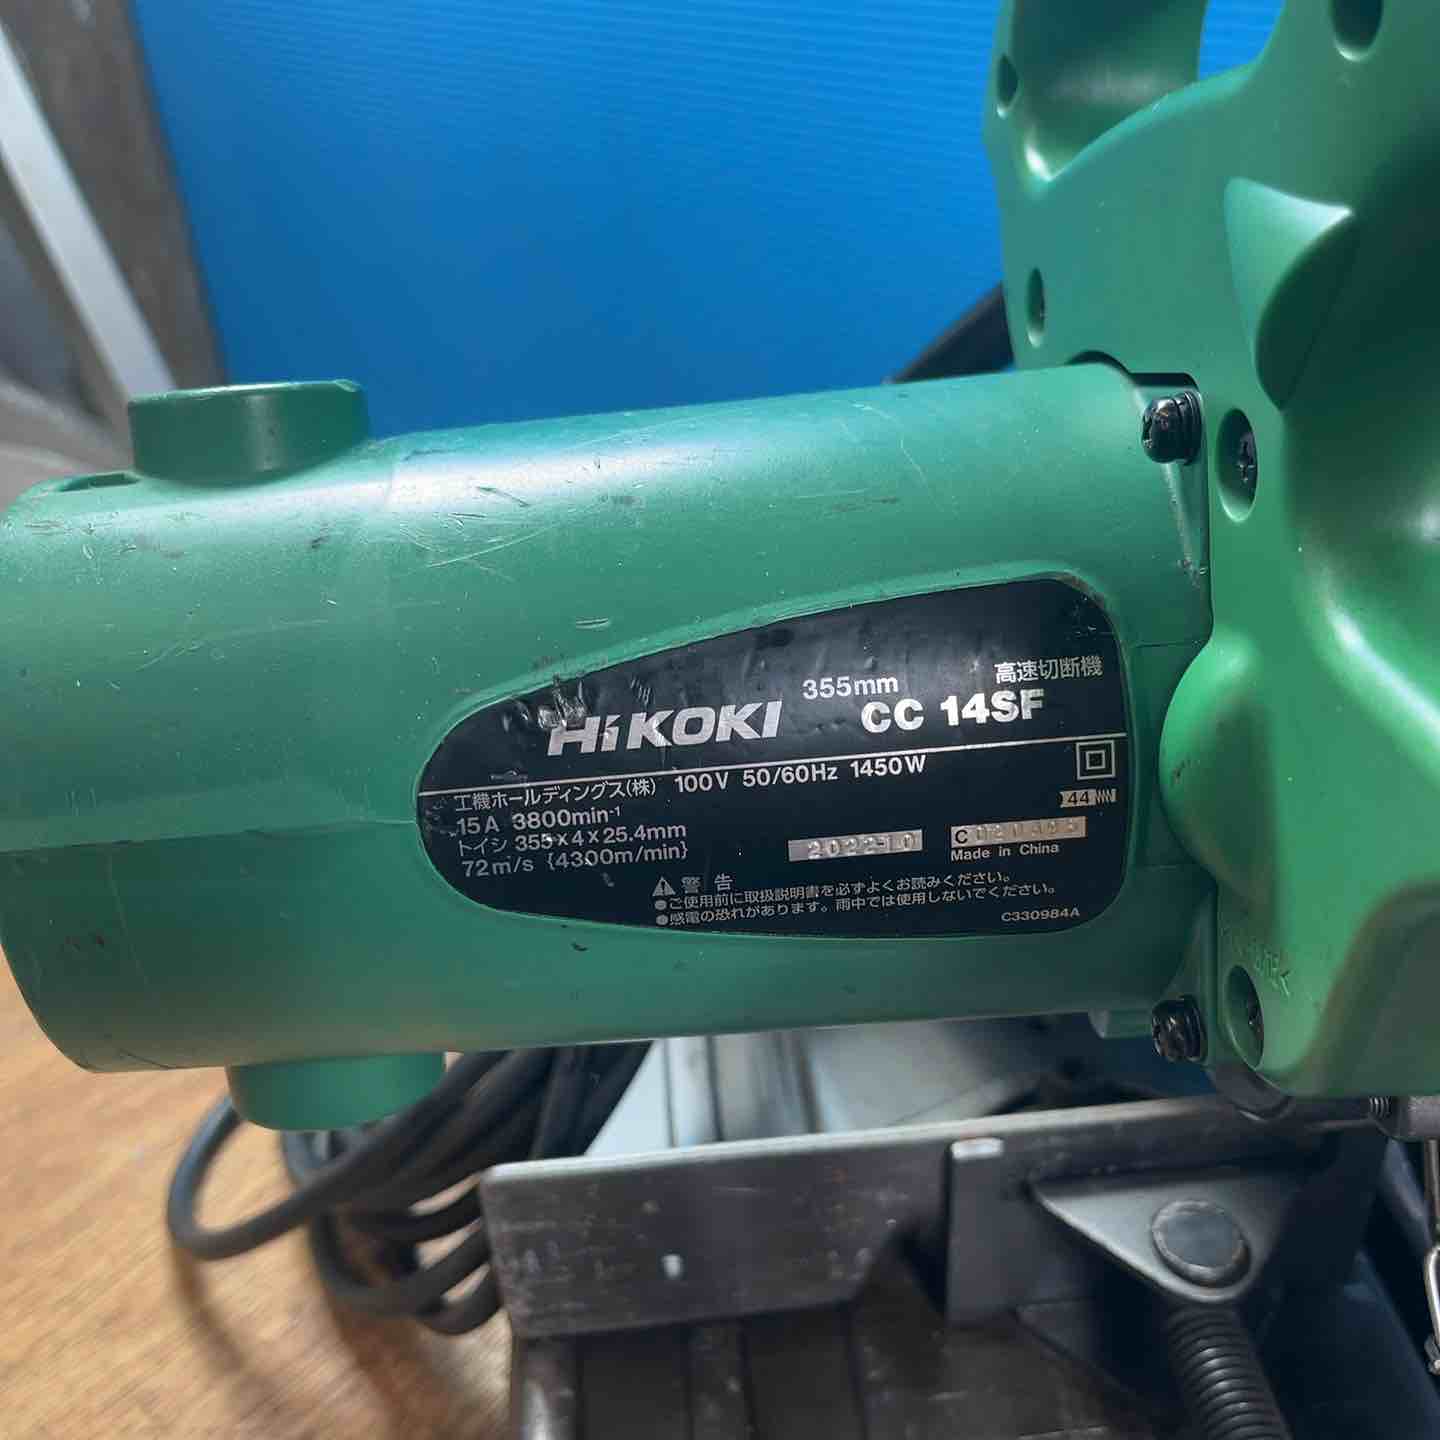 355mm 高速切断機
HiKOKI CC 14SF
工機ホールディングス(株) 100V 50/60Hz 1450W
15A 3800min-1
44
トイシ 355×4×25.4mm
72m/s {4300m/min}
2022-10
Made in China
警告
●ご使用前に取扱説明書を必ずよくお読みください。
●感電の恐れがあります。雨中では使用しないでください。
C330984A